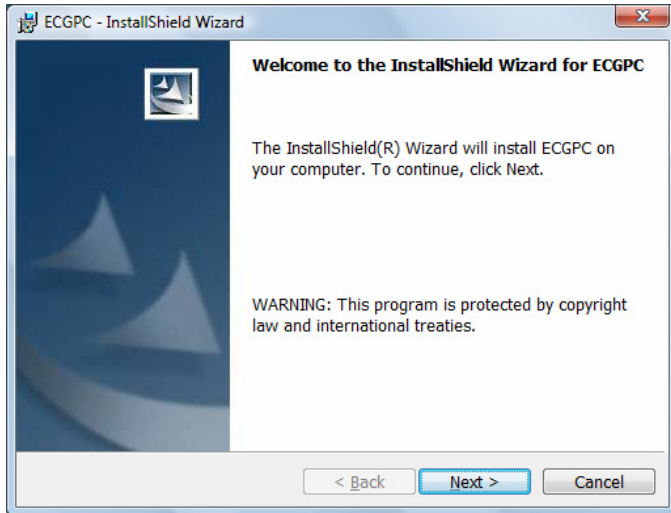 ECGPC - InstallShield Wizard
Welcome to the InstallShield Wizard for ECGPC
The InstallShield(R) Wizard will install ECGPC on
your computer. To continue, click Next.
WARNING: This program is protected by copyright
law and international treaties.
< Back Next > Cancel